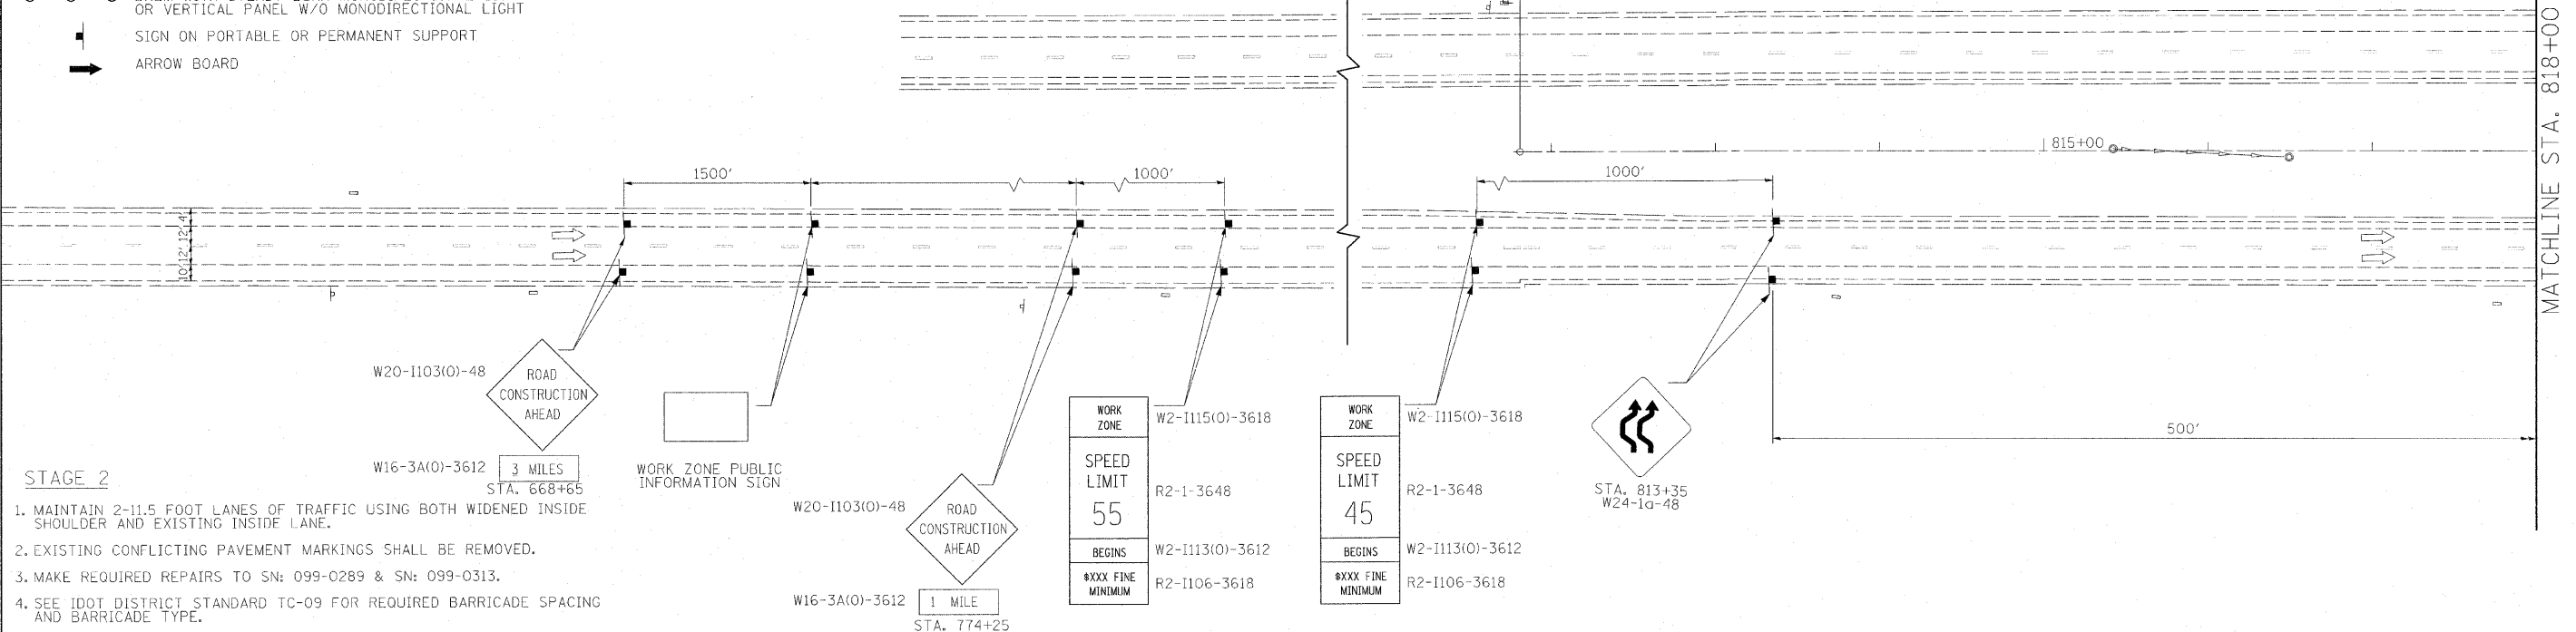 OR VERTICAL PANEL W/O MONODIRECTIONAL LIGHT
SIGN ON PORTABLE OR PERMANENT SUPPORT
ARROW BOARD
MATCHLINE STA. 818+00
815+00
1500'
1000'
1000'
4'
12'
12'
10'
W20-I103(O)-48
ROAD
CONSTRUCTION
AHEAD
W16-3A(O)-3612
3 MILES
STA. 668+65
WORK ZONE PUBLIC
INFORMATION SIGN
W20-I103(O)-48
ROAD
CONSTRUCTION
AHEAD
W16-3A(O)-3612
1 MILE
STA. 774+25
WORK
ZONE
W2-I115(O)-3618
SPEED
LIMIT
55
R2-1-3648
BEGINS
W2-I113(O)-3612
$XXX FINE
MINIMUM
R2-I106-3618
WORK
ZONE
W2-I115(O)-3618
SPEED
LIMIT
45
R2-1-3648
BEGINS
W2-I113(O)-3612
$XXX FINE
MINIMUM
R2-I106-3618
STA. 813+35
W24-1a-48
500'
STAGE 2
1. MAINTAIN 2-11.5 FOOT LANES OF TRAFFIC USING BOTH WIDENED INSIDE
SHOULDER AND EXISTING INSIDE LANE.
2. EXISTING CONFLICTING PAVEMENT MARKINGS SHALL BE REMOVED.
3. MAKE REQUIRED REPAIRS TO SN: 099-0289 & SN: 099-0313.
4. SEE IDOT DISTRICT STANDARD TC-09 FOR REQUIRED BARRICADE SPACING
AND BARRICADE TYPE.